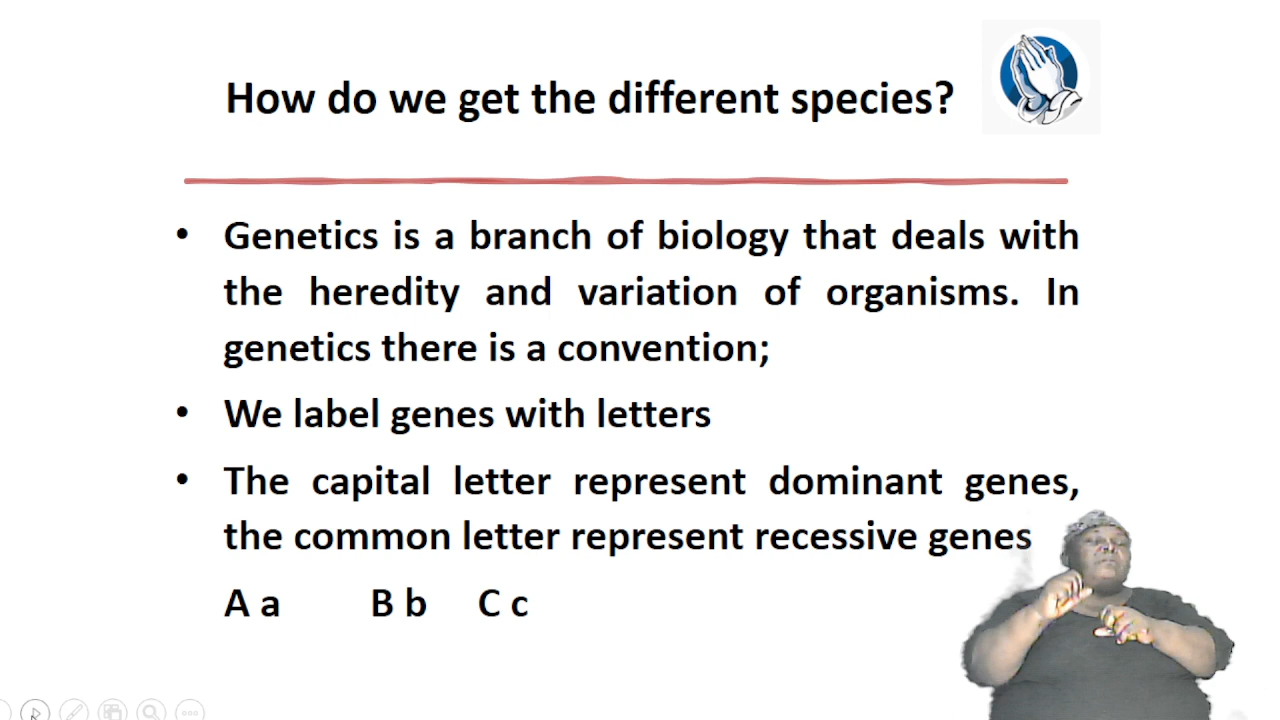 How do we get the different species?
• Genetics is a branch of biology that deals with
the heredity and variation of organisms. In
genetics there is a convention;
• We label genes with letters
• The capital letter represent dominant genes,
the common letter represent recessive genes
A a B b C c